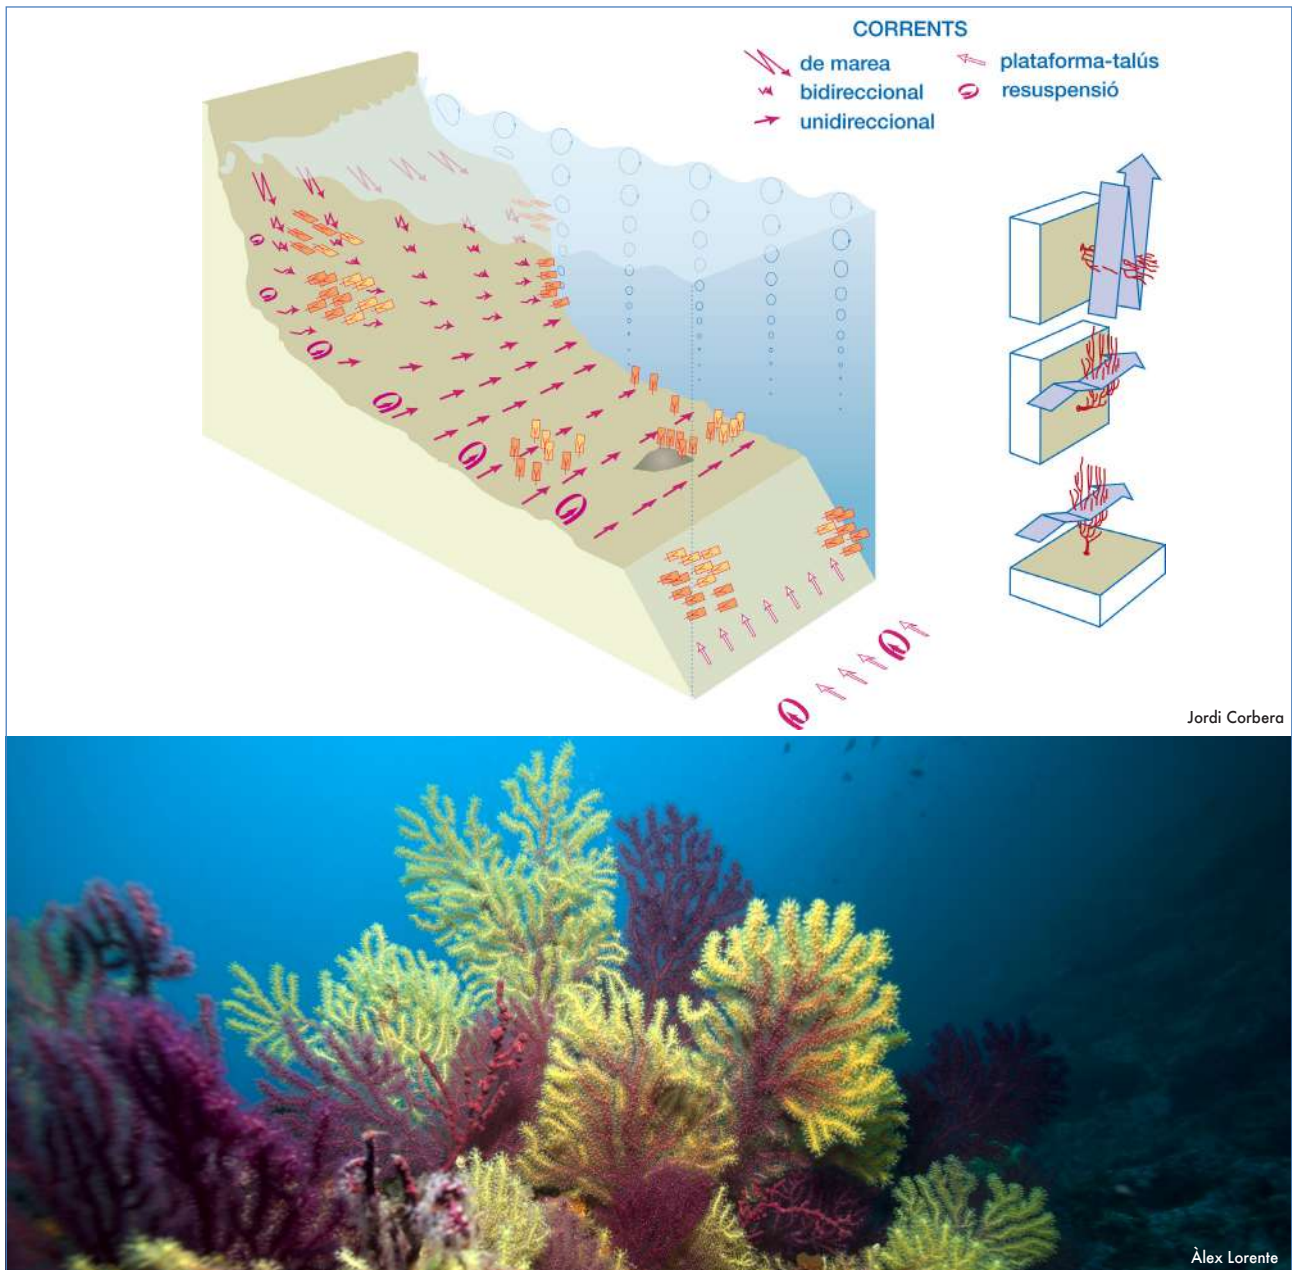 CORRENTS
de marea
bidireccional
unidireccional
plataforma-talús
resuspensió
Jordi Corbera
Àlex Lorente